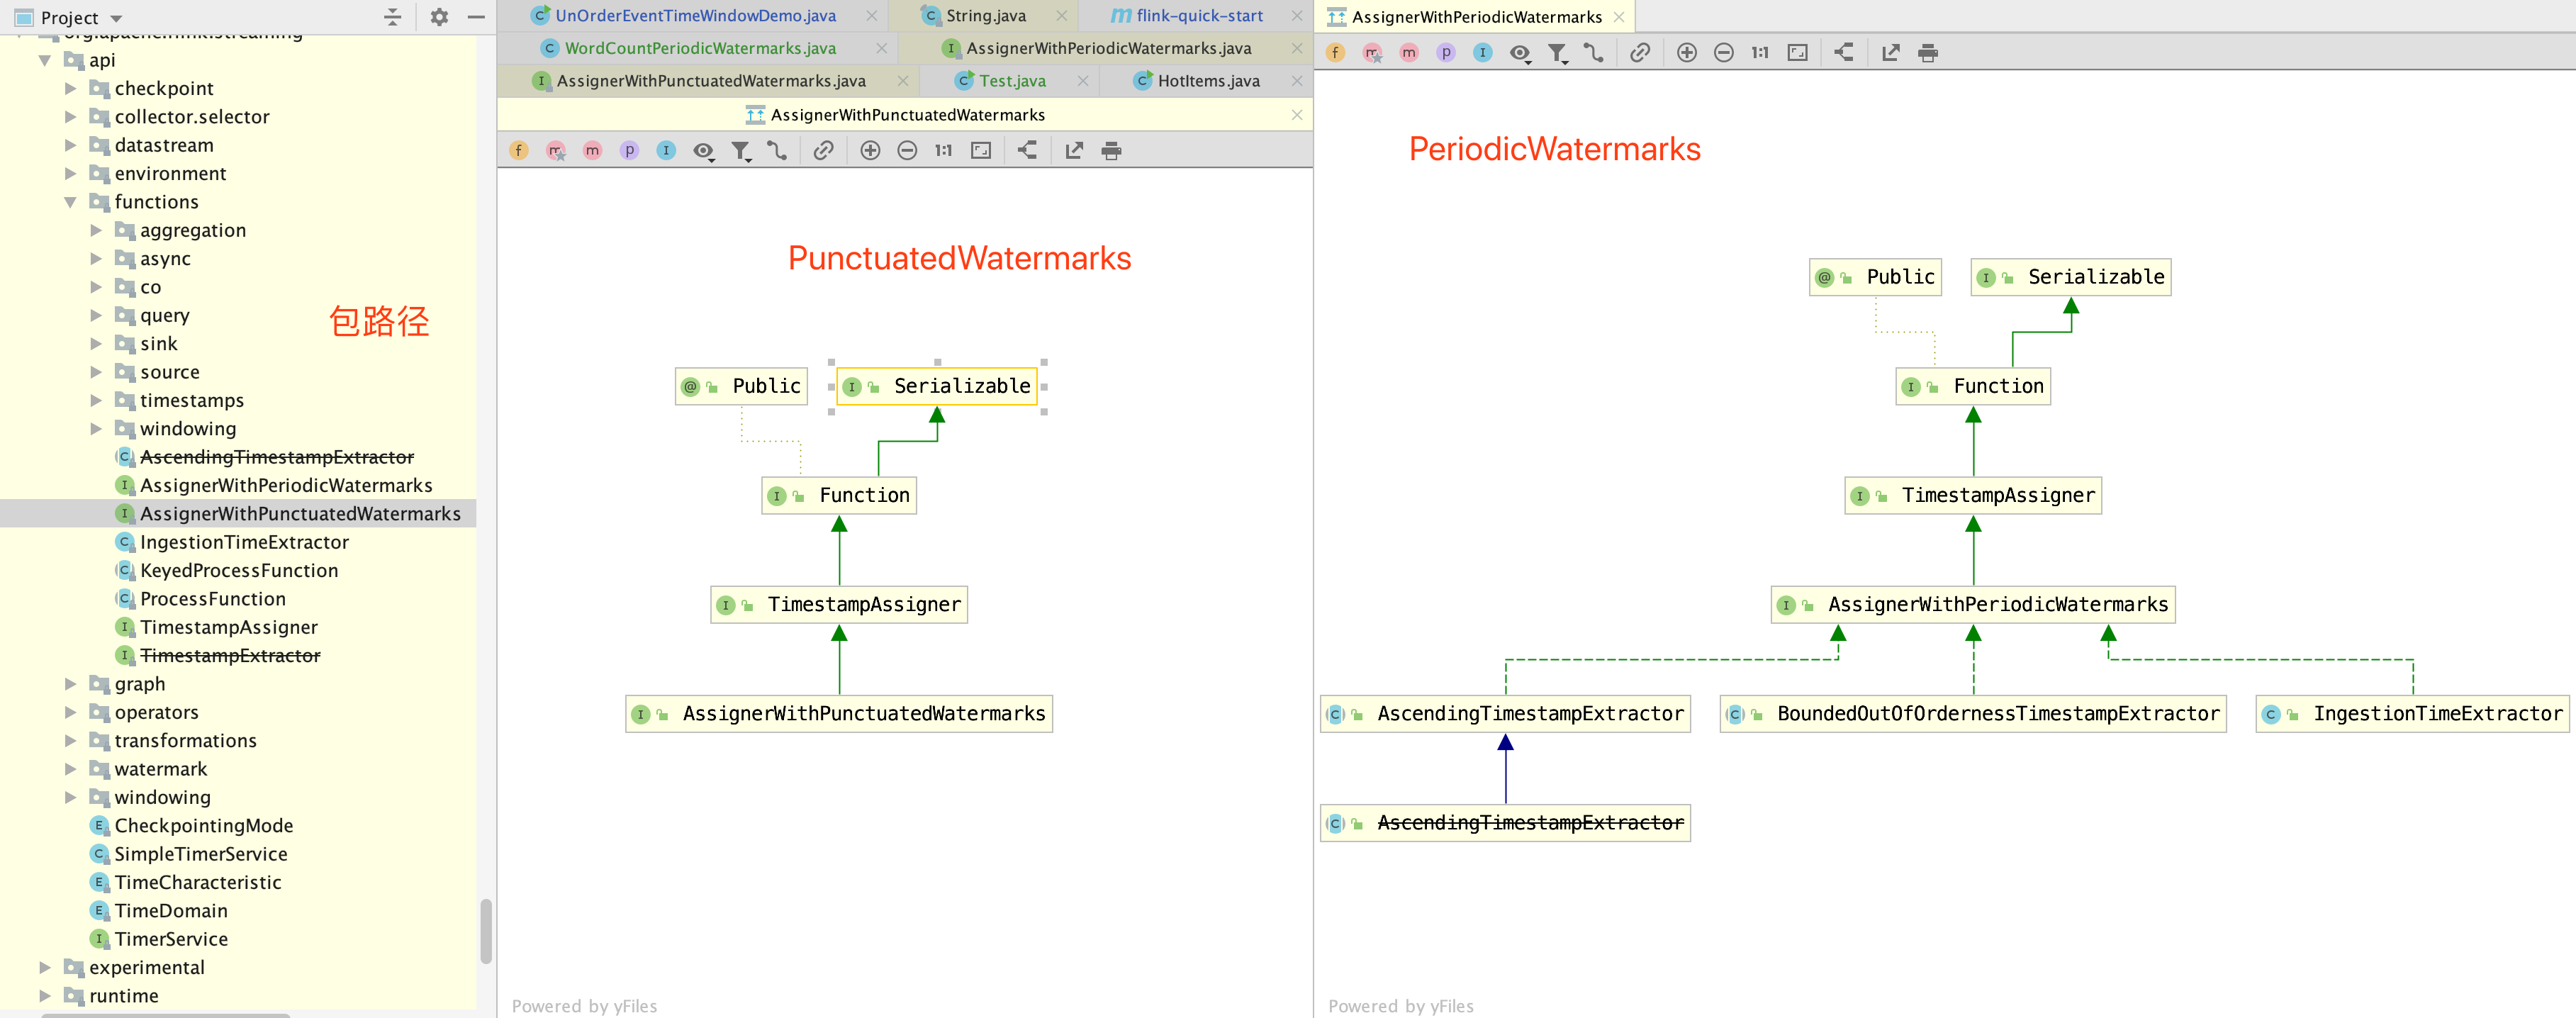 Project
org.apache.flink.streaming
api
checkpoint
collector.selector
datastream
environment
functions
aggregation
async
co
query
sink
source
timestamps
windowing
AscendingTimestampExtractor
AssignerWithPeriodicWatermarks
AssignerWithPunctuatedWatermarks
IngestionTimeExtractor
KeyedProcessFunction
ProcessFunction
TimestampAssigner
TimestampExtractor
graph
operators
transformations
watermark
windowing
CheckpointingMode
SimpleTimerService
TimeCharacteristic
TimeDomain
TimerService
experimental
runtime
包路径
UnOrderEventTimeWindowDemo.java
String.java
flink-quick-start
WordCountPeriodicWatermarks.java
AssignerWithPeriodicWatermarks.java
AssignerWithPunctuatedWatermarks.java
Test.java
HotItems.java
AssignerWithPunctuatedWatermarks
1:1
PunctuatedWatermarks
Public
Serializable
Function
TimestampAssigner
AssignerWithPunctuatedWatermarks
Powered by yFiles
AssignerWithPeriodicWatermarks
1:1
PeriodicWatermarks
Public
Serializable
Function
TimestampAssigner
AssignerWithPeriodicWatermarks
AscendingTimestampExtractor
BoundedOutOfOrdernessTimestampExtractor
IngestionTimeExtractor
AscendingTimestampExtractor
Powered by yFiles